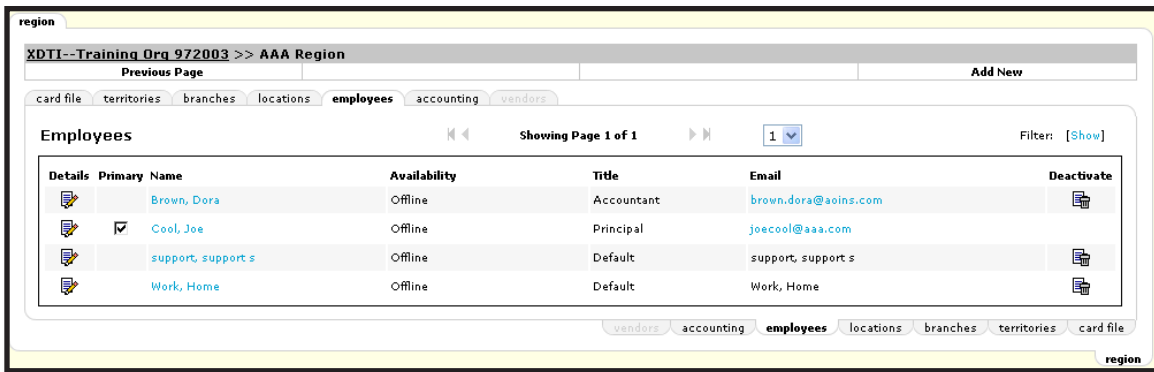 region
XDTI--Training Org 972003 >> AAA Region
Previous Page Add New
card file territories branches locations employees accounting vendors
Employees Showing Page 1 of 1 1 Filter: [Show]
Details Primary Name Availability Title Email Deactivate
Brown, Dora Offline Accountant brown.dora@aoins.com
Cool, Joe Offline Principal joecool@aaa.com
support, support s Offline Default support, support s
Work, Home Offline Default Work, Home
vendors accounting employees locations branches territories card file
region